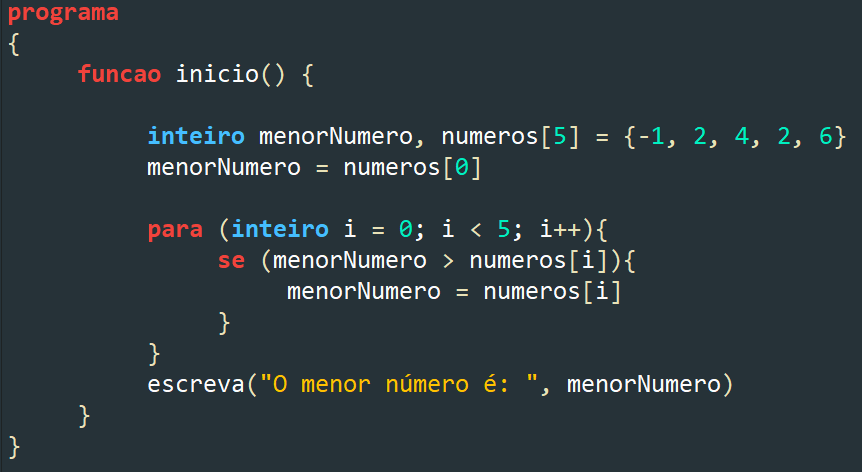 programa
{
     funcao inicio() {

          inteiro menorNumero, numeros[5] = {-1, 2, 4, 2, 6}
          menorNumero = numeros[0]

          para (inteiro i = 0; i < 5; i++){
               se (menorNumero > numeros[i]){
                    menorNumero = numeros[i]
               }
          }
          escreva("O menor número é: ", menorNumero)
     }
}